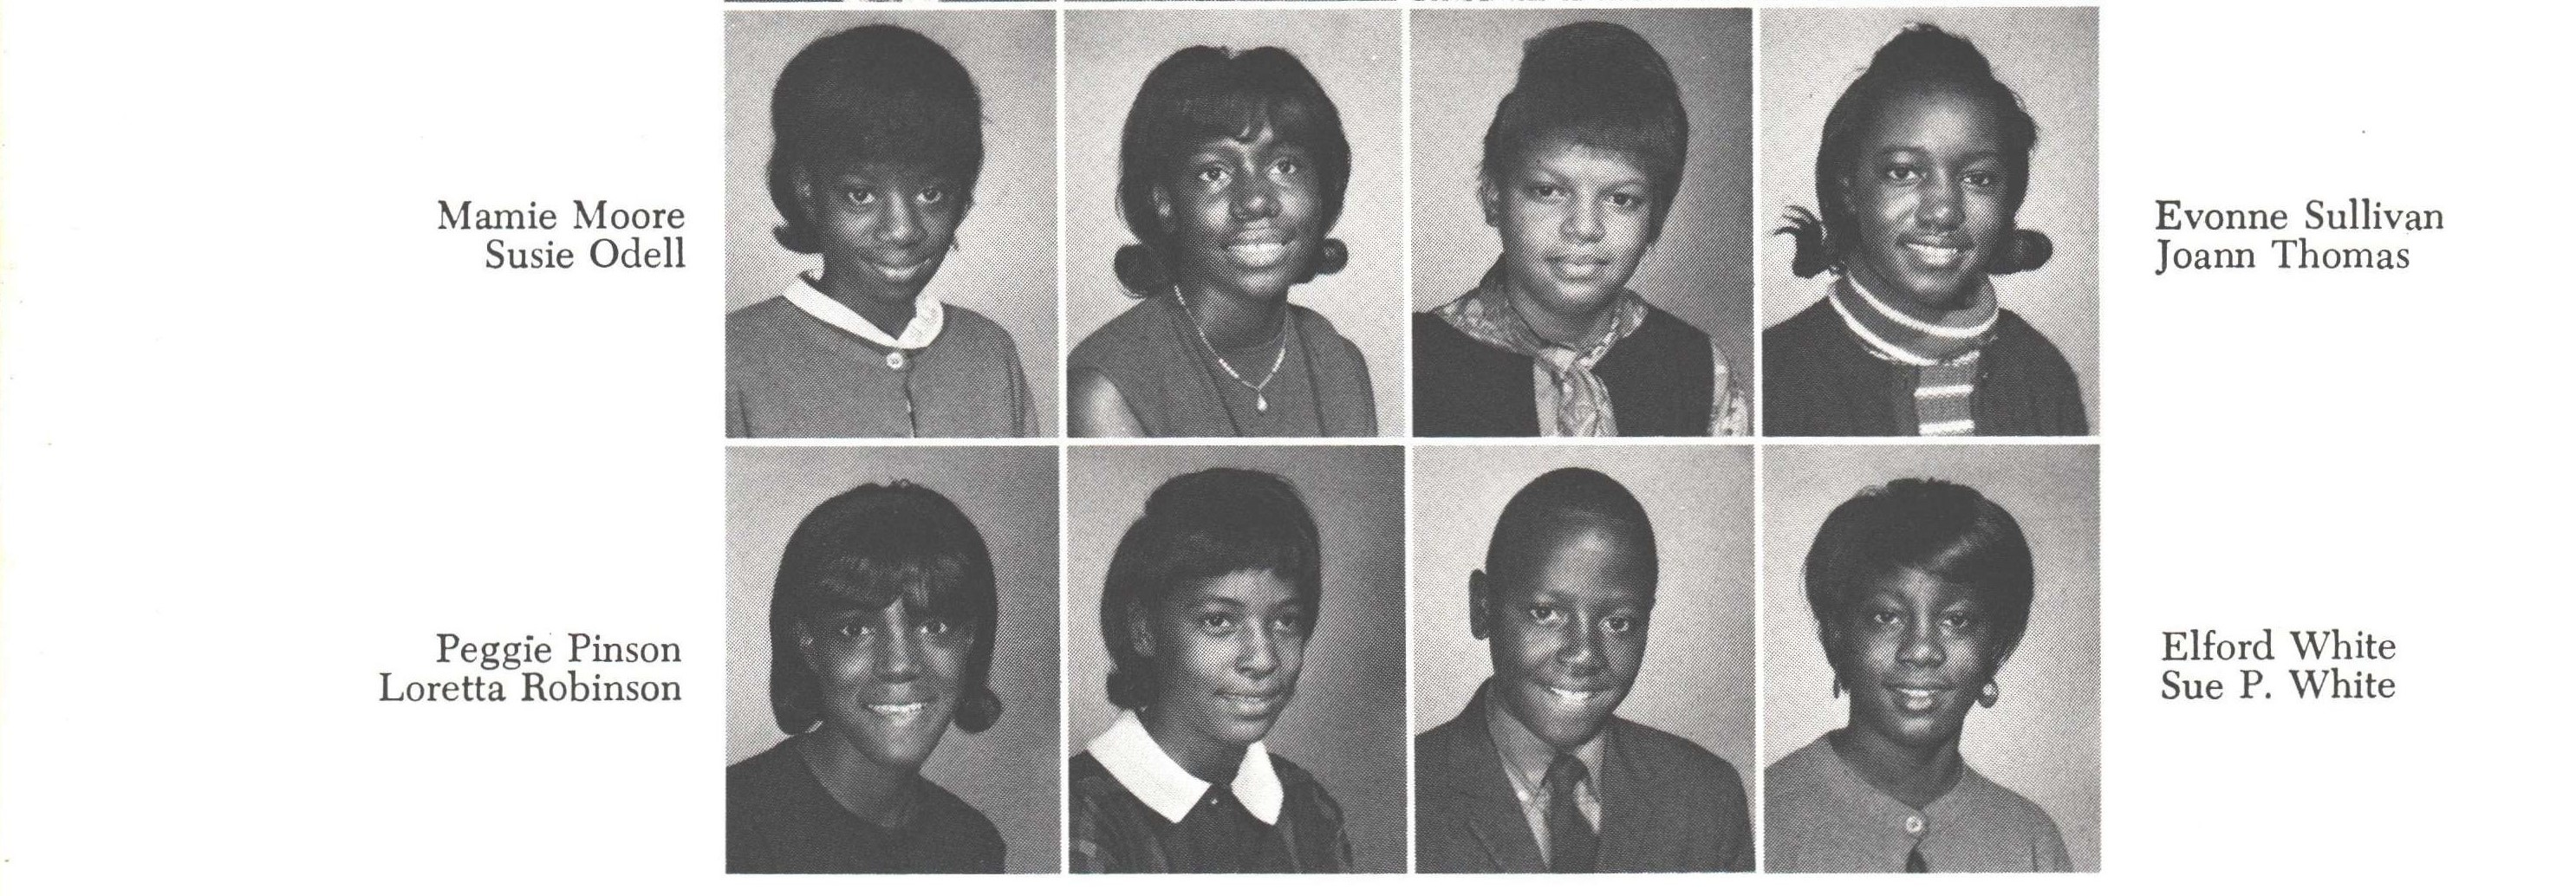 Mamie Moore
Susie Odell
Evonne Sullivan
Joann Thomas
Peggie Pinson
Loretta Robinson
Elford White
Sue P. White